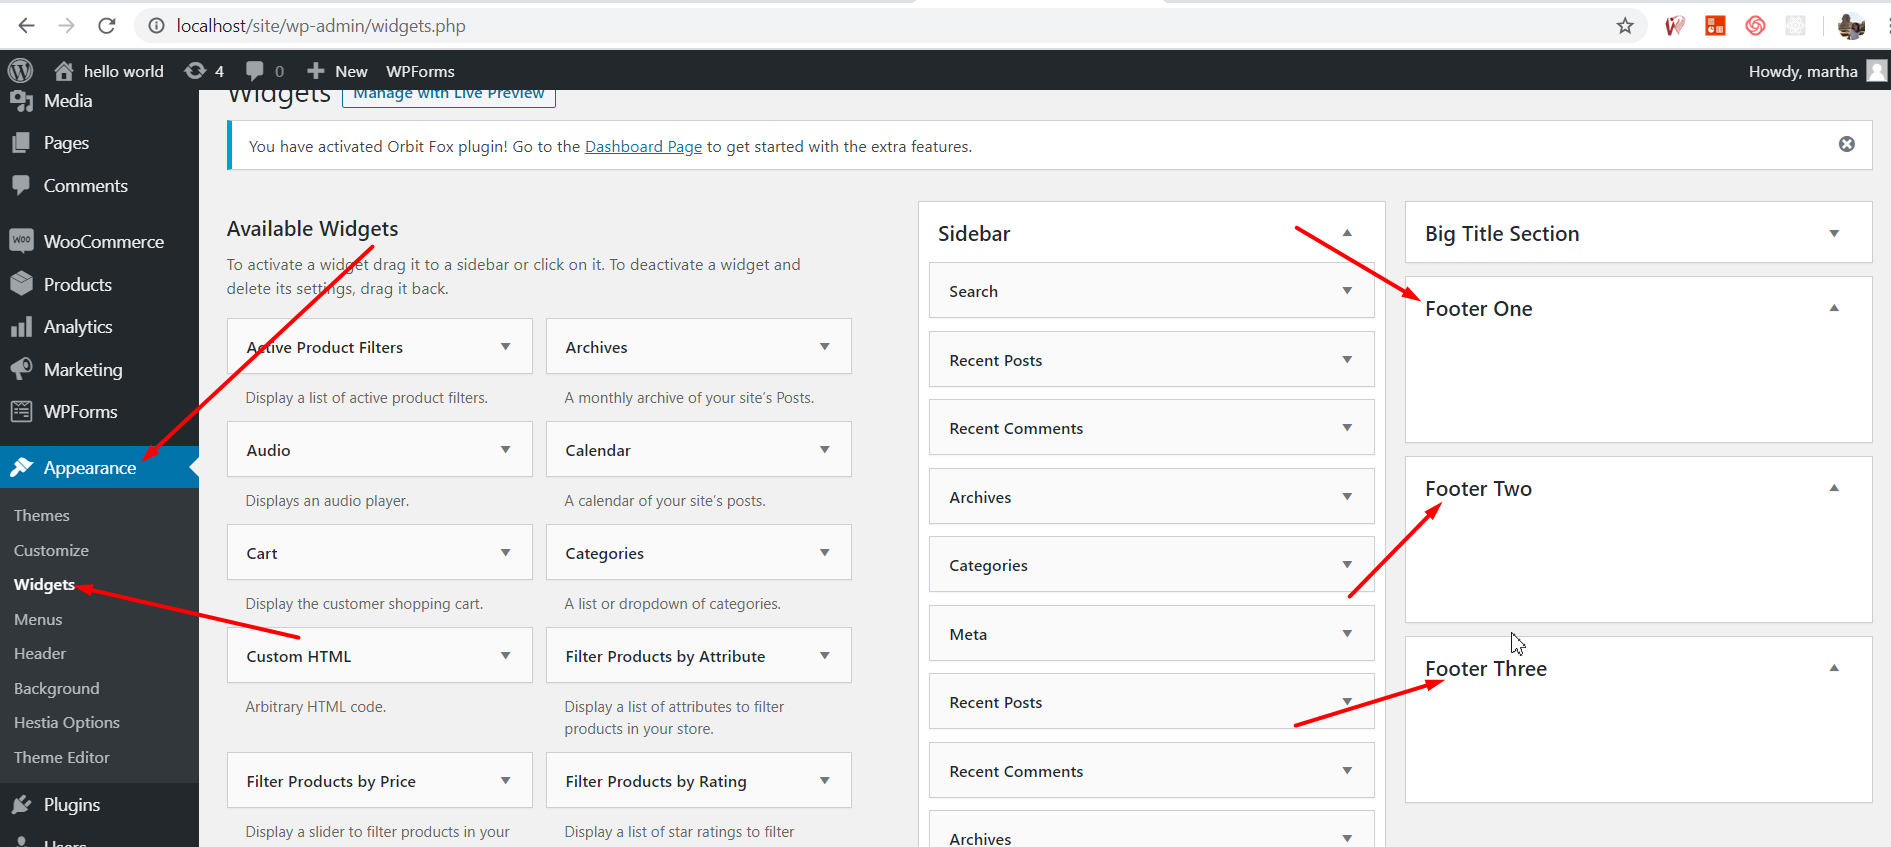 localhost/site/wp-admin/widgets.php
hello world
4
0
New
WPForms
Howdy, martha
Media
Pages
Comments
WooCommerce
Products
Analytics
Marketing
WPForms
Appearance
Themes
Customize
Widgets
Menus
Header
Background
Hestia Options
Theme Editor
Plugins
Users
Widgets
Manage with Live Preview
You have activated Orbit Fox plugin! Go to the Dashboard Page to get started with the extra features.
Available Widgets
To activate a widget drag it to a sidebar or click on it. To deactivate a widget and
delete its settings, drag it back.
Active Product Filters
Display a list of active product filters.
Archives
A monthly archive of your site's Posts.
Audio
Displays an audio player.
Calendar
A calendar of your site's posts.
Cart
Display the customer shopping cart.
Categories
A list or dropdown of categories.
Custom HTML
Arbitrary HTML code.
Filter Products by Attribute
Display a list of attributes to filter
products in your store.
Filter Products by Price
Display a slider to filter products in your
Filter Products by Rating
Display a list of star ratings to filter
Sidebar
Search
Recent Posts
Recent Comments
Archives
Categories
Meta
Recent Posts
Recent Comments
Archives
Big Title Section
Footer One
Footer Two
Footer Three